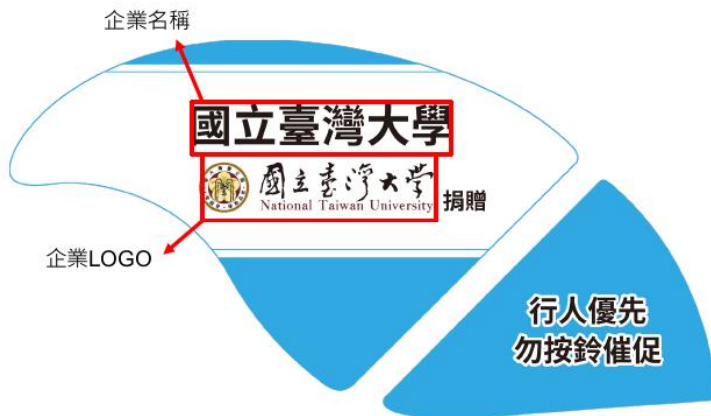 企業名稱
國立臺灣大學
國立臺灣大學
National Taiwan University
捐贈
企業LOGO
行人優先
勿按鈴催促